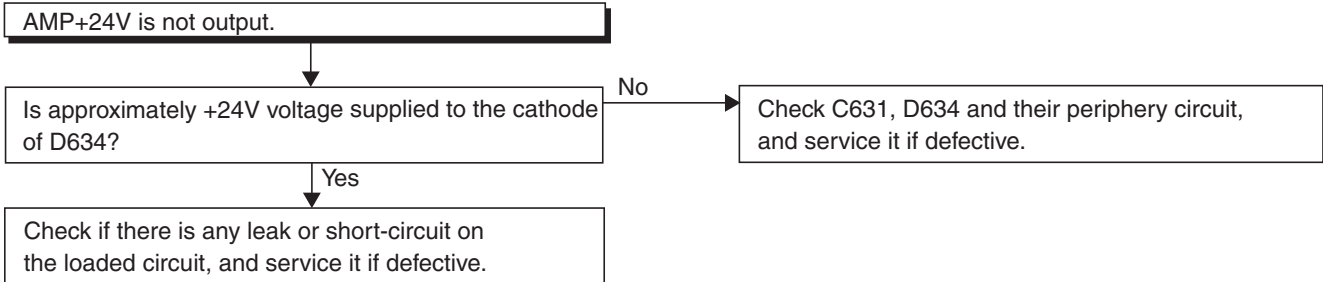 AMP+24V is not output.
Is approximately +24V voltage supplied to the cathode
of D634?
No
Check C631, D634 and their periphery circuit,
and service it if defective.
Yes
Check if there is any leak or short-circuit on
the loaded circuit, and service it if defective.